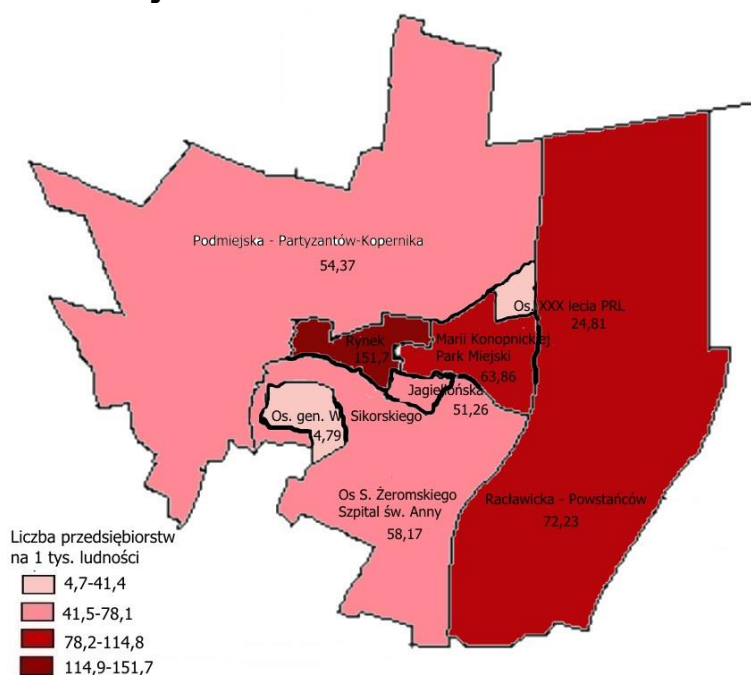 Podmiejska - Partyzantów-Kopernika
54,37
Os. XXX lecia PRL
24,81
Rynek
151,7
Marii Konopnickiej
Park Miejski
63,86
Jagiellońska
51,26
Os. gen. W. Sikorskiego
4,79
Os S. Żeromskiego
Szpital św. Anny
58,17
Racławicka - Powstańców
72,23
Liczba przedsiębiorstw
na 1 tys. ludności
4,7-41,4
41,5-78,1
78,2-114,8
114,9-151,7